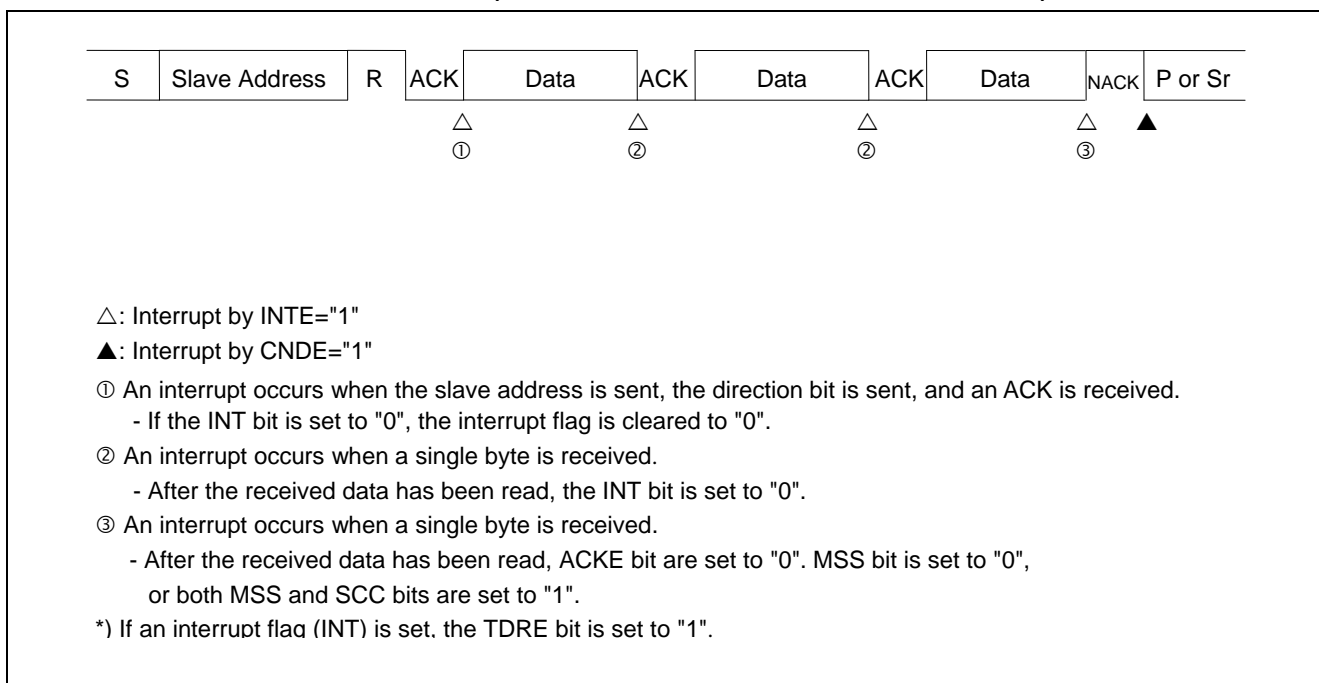 S Slave Address R ACK Data ACK Data ACK Data NACK P or Sr
△ △ △ △ ▲
① ② ② ③
△: Interrupt by INTE="1"
▲: Interrupt by CNDE="1"
① An interrupt occurs when the slave address is sent, the direction bit is sent, and an ACK is received.
- If the INT bit is set to "0", the interrupt flag is cleared to "0".
② An interrupt occurs when a single byte is received.
- After the received data has been read, the INT bit is set to "0".
③ An interrupt occurs when a single byte is received.
- After the received data has been read, ACKE bit are set to "0". MSS bit is set to "0",
or both MSS and SCC bits are set to "1".
*) If an interrupt flag (INT) is set, the TDRE bit is set to "1".